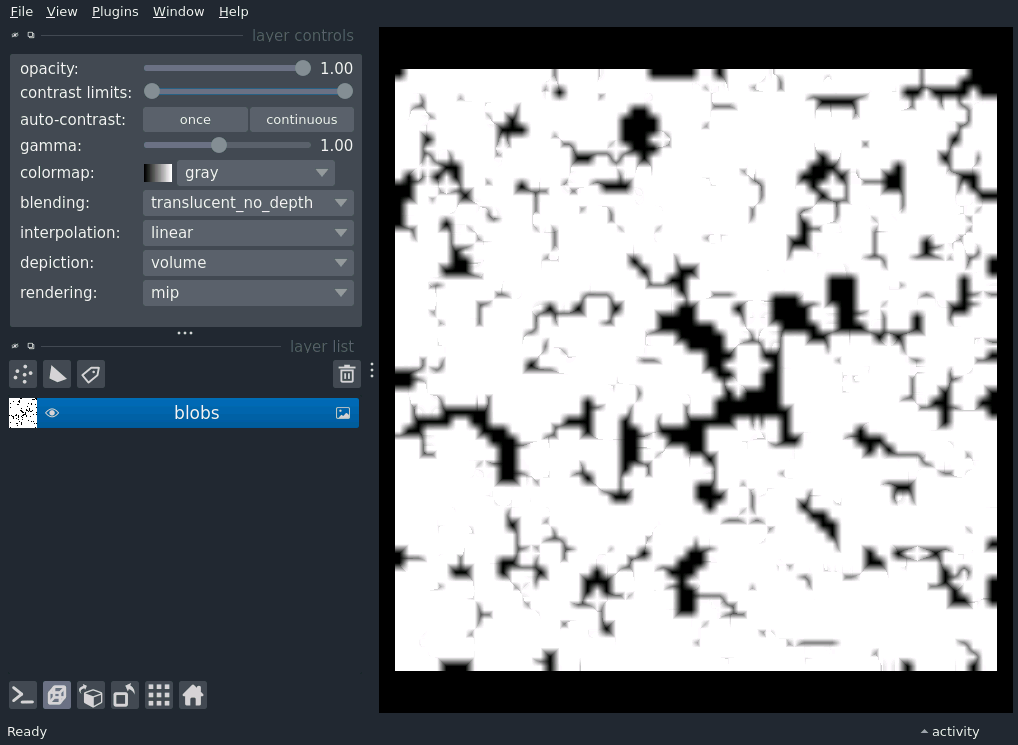 File View Plugins Window Help
layer controls
opacity: 1.00
contrast limits:
auto-contrast: once continuous
gamma: 1.00
colormap: gray
blending: translucent_no_depth
interpolation: linear
depiction: volume
rendering: mip
layer list
blobs
Ready activity